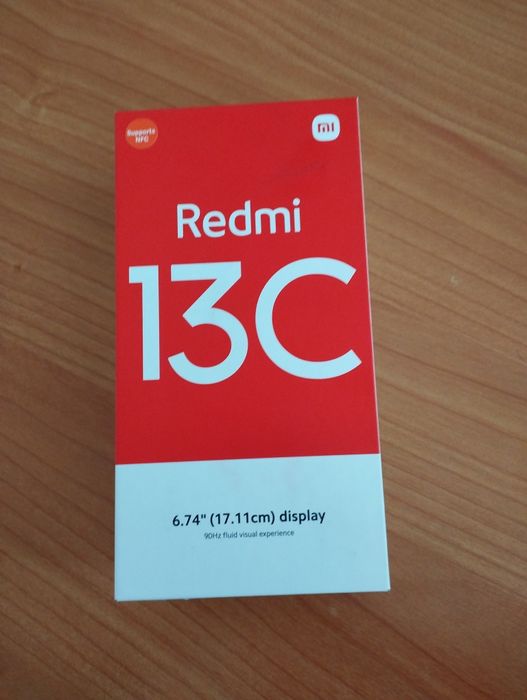 Supports
NFC
mi
Redmi
13C
6.74" (17.11cm) display
90Hz fluid visual experience